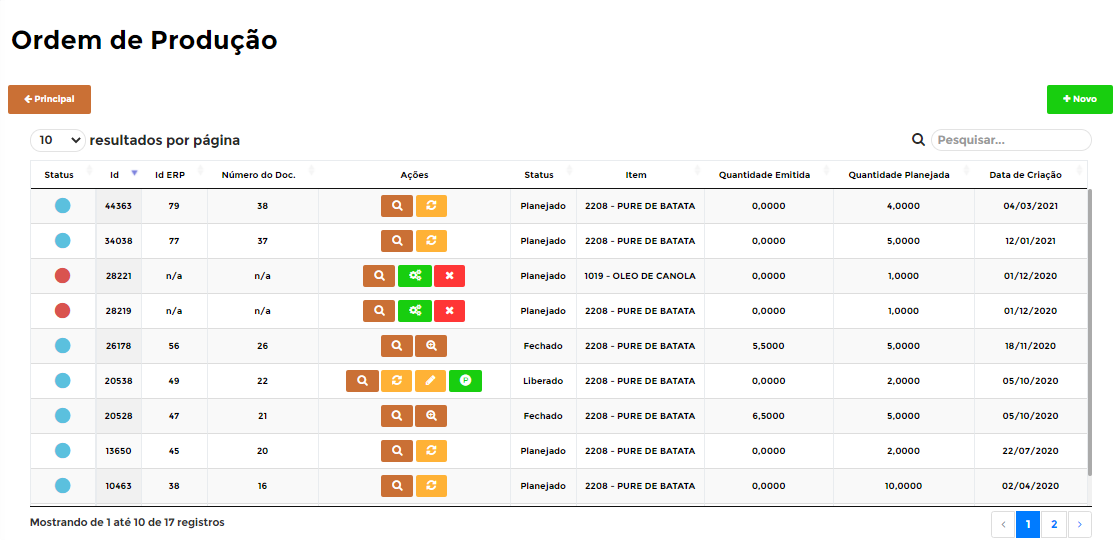 Ordem de Produção
Principal
Novo
10 resultados por página
Pesquisar...
Status Id Id ERP Número do Doc. Ações Status Item Quantidade Emitida Quantidade Planejada Data de Criação
44363 79 38 Planejado 2208 - PURE DE BATATA 0,0000 4,0000 04/03/2021
34038 77 37 Planejado 2208 - PURE DE BATATA 0,0000 5,0000 12/01/2021
28221 n/a n/a Planejado 1019 - OLEO DE CANOLA 0,0000 1,0000 01/12/2020
28219 n/a n/a Planejado 2208 - PURE DE BATATA 0,0000 1,0000 01/12/2020
26178 56 26 Fechado 2208 - PURE DE BATATA 5,5000 5,0000 18/11/2020
20538 49 22 Liberado 2208 - PURE DE BATATA 0,0000 2,0000 05/10/2020
20528 47 21 Fechado 2208 - PURE DE BATATA 6,5000 5,0000 05/10/2020
13650 45 20 Planejado 2208 - PURE DE BATATA 0,0000 2,0000 22/07/2020
10463 38 16 Planejado 2208 - PURE DE BATATA 0,0000 10,0000 02/04/2020
Mostrando de 1 até 10 de 17 registros
1 2